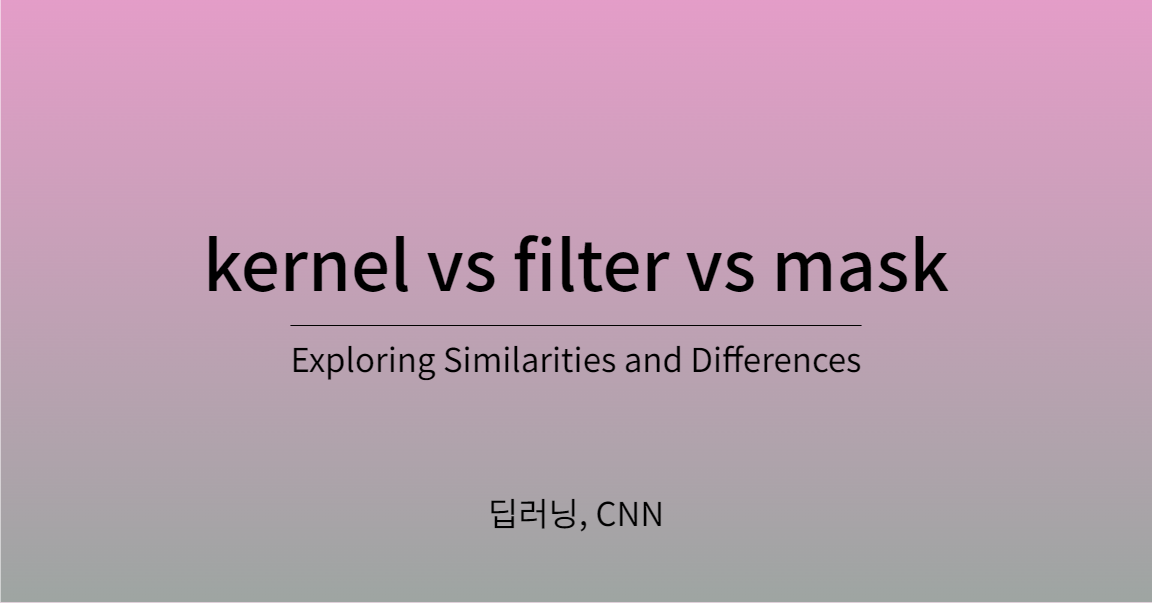 kernel vs filter vs mask
Exploring Similarities and Differences
딥러닝, CNN